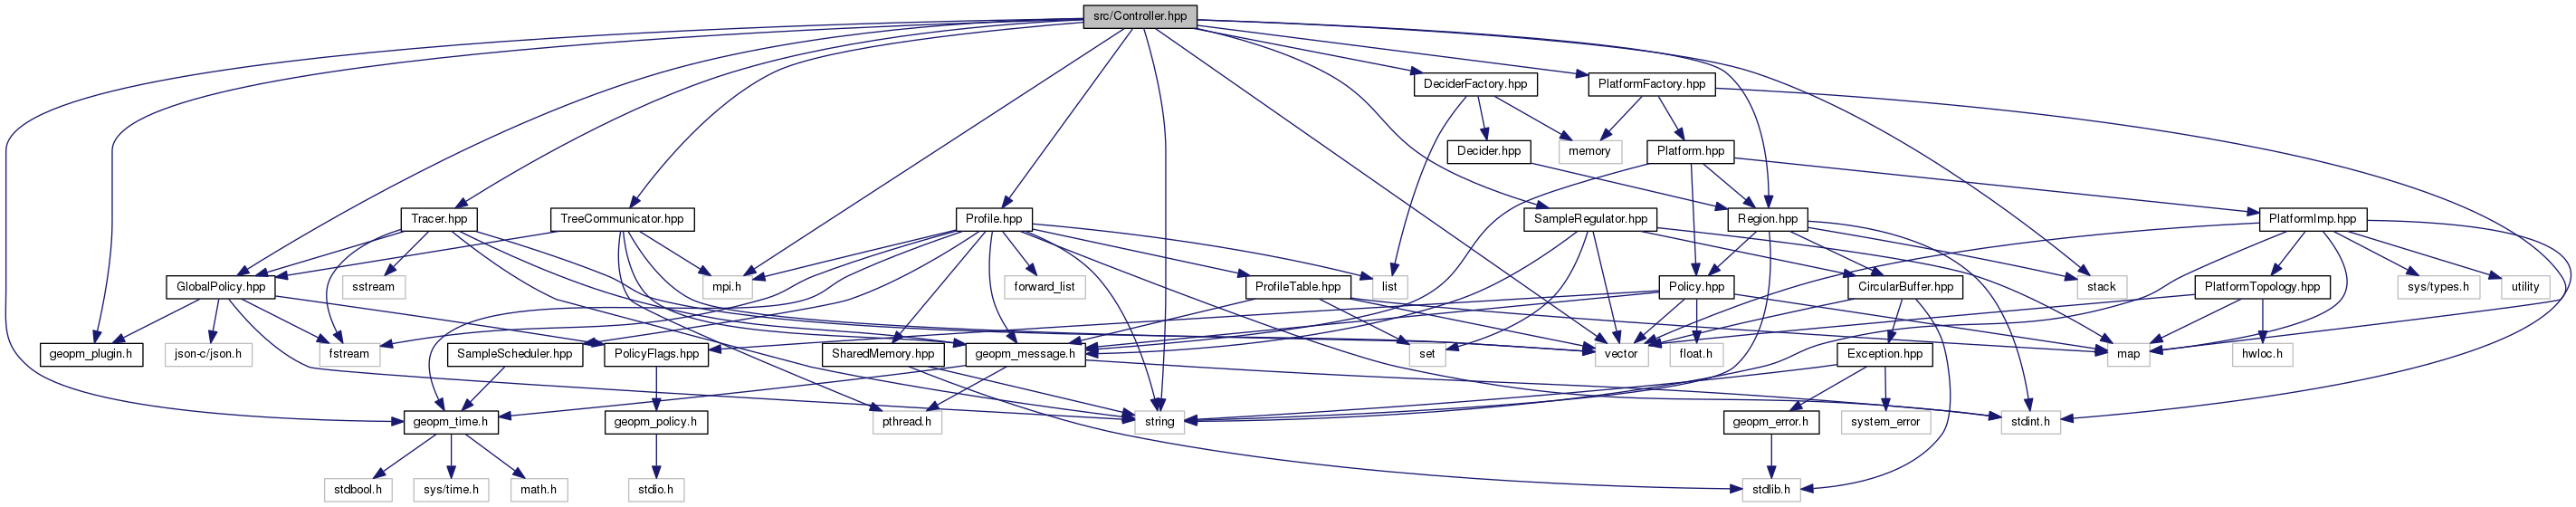 src/Controller.hpp
DeciderFactory.hpp
PlatformFactory.hpp
Decider.hpp
memory
Platform.hpp
Tracer.hpp
TreeCommunicator.hpp
Profile.hpp
SampleRegulator.hpp
Region.hpp
PlatformImp.hpp
GlobalPolicy.hpp
sstream
mpi.h
forward_list
ProfileTable.hpp
list
Policy.hpp
CircularBuffer.hpp
stack
PlatformTopology.hpp
sys/types.h
utility
geopm_plugin.h
json-c/json.h
fstream
SampleScheduler.hpp
PolicyFlags.hpp
SharedMemory.hpp
geopm_message.h
set
vector
float.h
Exception.hpp
map
hwloc.h
geopm_time.h
geopm_policy.h
pthread.h
string
geopm_error.h
system_error
stdint.h
stdbool.h
sys/time.h
math.h
stdio.h
stdlib.h